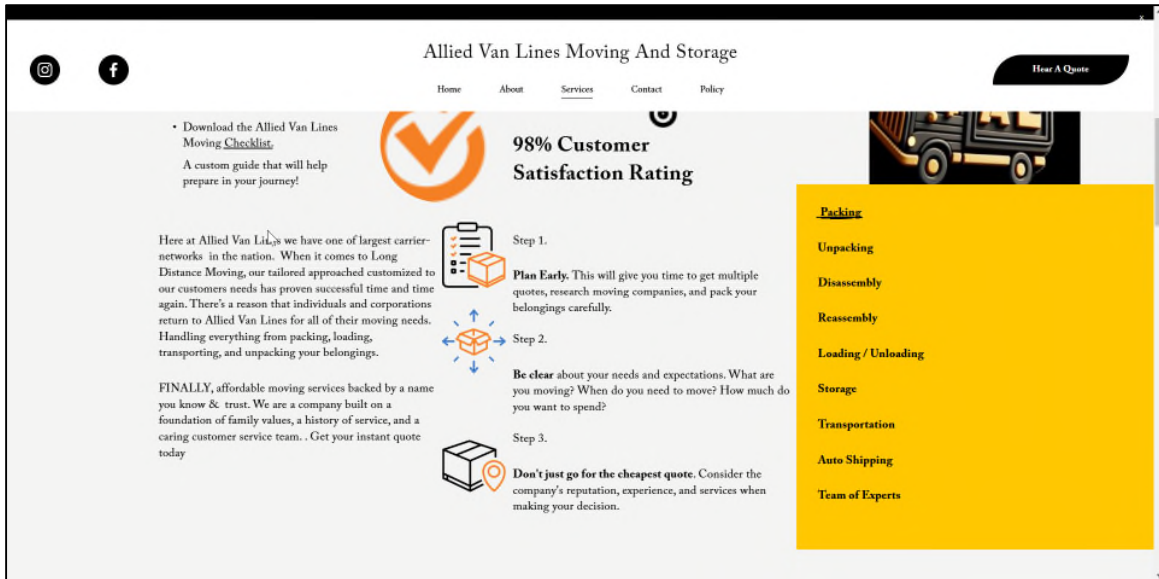 x
Allied Van Lines Moving And Storage
Hear A Quote
Home About Services Contact Policy
• Download the Allied Van Lines
Moving Checklist.
A custom guide that will help
prepare in your journey!
98% Customer
Satisfaction Rating
Here at Allied Van Lines we have one of largest carrier-
networks in the nation. When it comes to Long
Distance Moving, our tailored approached customized to
our customers needs has proven successful time and time
again. There's a reason that individuals and corporations
return to Allied Van Lines for all of their moving needs.
Handling everything from packing, loading,
transporting, and unpacking your belongings.
FINALLY, affordable moving services backed by a name
you know & trust. We are a company built on a
foundation of family values, a history of service, and a
caring customer service team. . Get your instant quote
today
Step 1.
Plan Early. This will give you time to get multiple
quotes, research moving companies, and pack your
belongings carefully.
Step 2.
Be clear about your needs and expectations. What are
you moving? When do you need to move? How much do
you want to spend?
Step 3.
Don't just go for the cheapest quote. Consider the
company's reputation, experience, and services when
making your decision.
Packing
Unpacking
Disassembly
Reassembly
Loading / Unloading
Storage
Transportation
Auto Shipping
Team of Experts